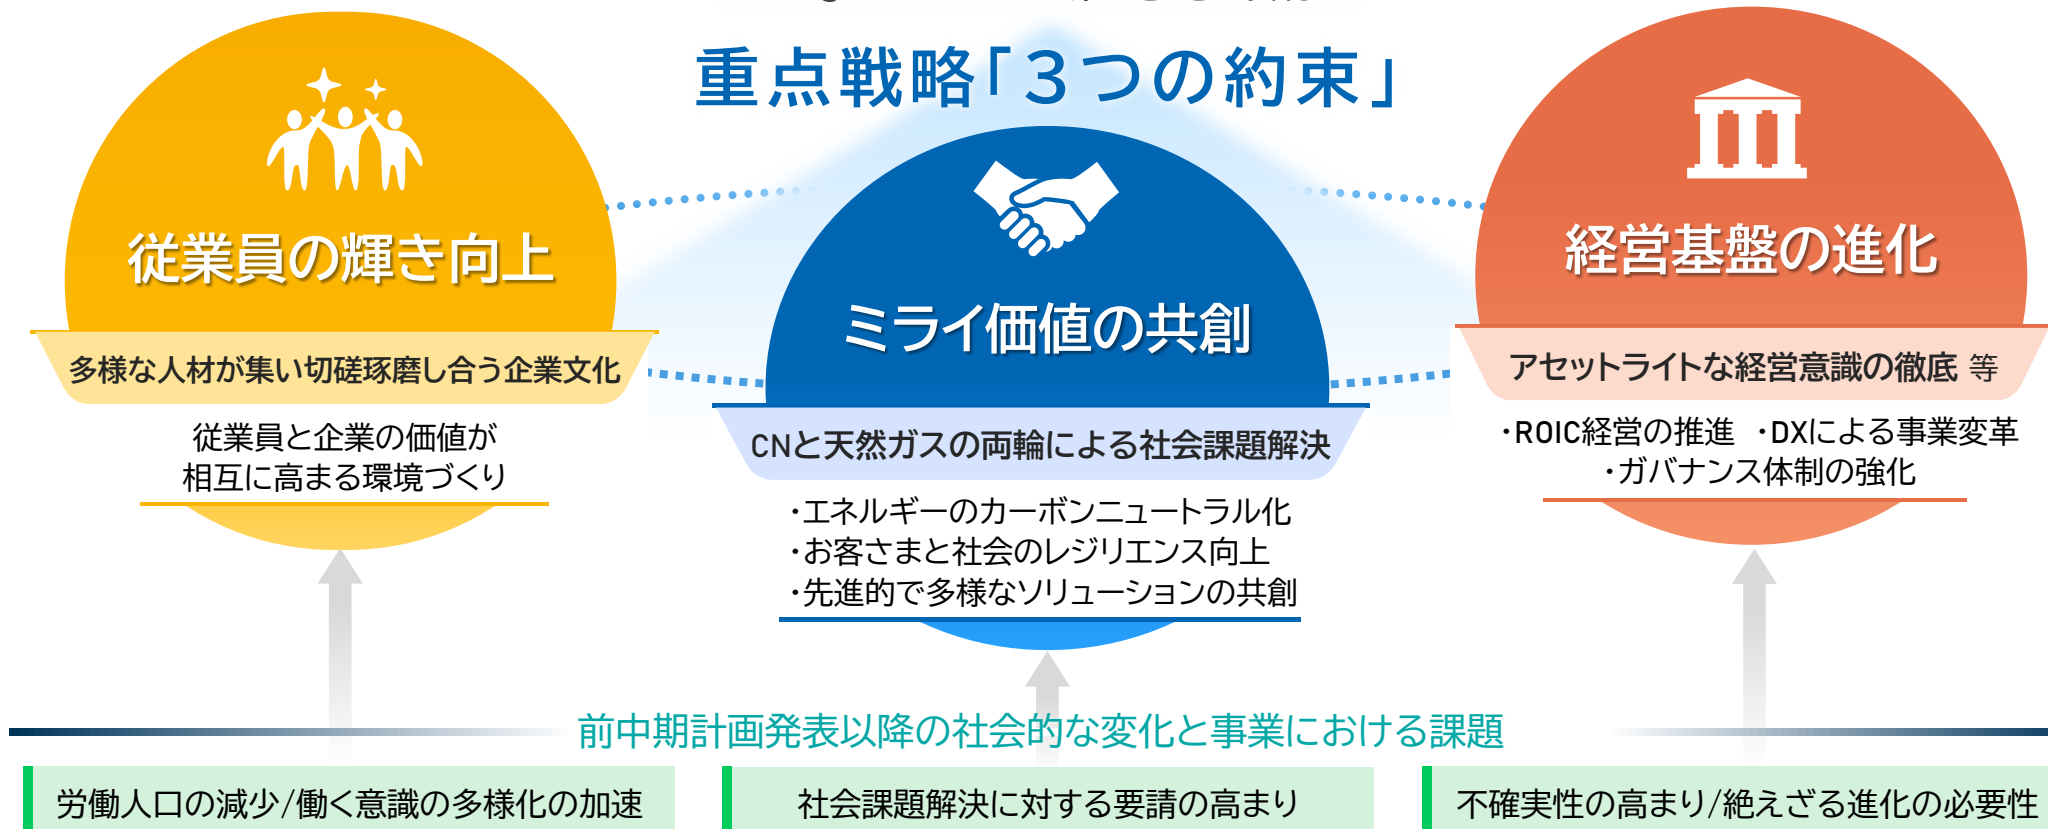 重点戦略「３つの約束」
従業員の輝き向上
多様な人材が集い切磋琢磨し合う企業文化
従業員と企業の価値が
相互に高まる環境づくり
ミライ価値の共創
CNと天然ガスの両輪による社会課題解決
・エネルギーのカーボンニュートラル化
・お客さまと社会のレジリエンス向上
・先進的で多様なソリューションの共創
経営基盤の進化
アセットライトな経営意識の徹底 等
・ROIC経営の推進　・DXによる事業変革
・ガバナンス体制の強化
前中期計画発表以降の社会的な変化と事業における課題
労働人口の減少/働く意識の多様化の加速
社会課題解決に対する要請の高まり
不確実性の高まり/絶えざる進化の必要性